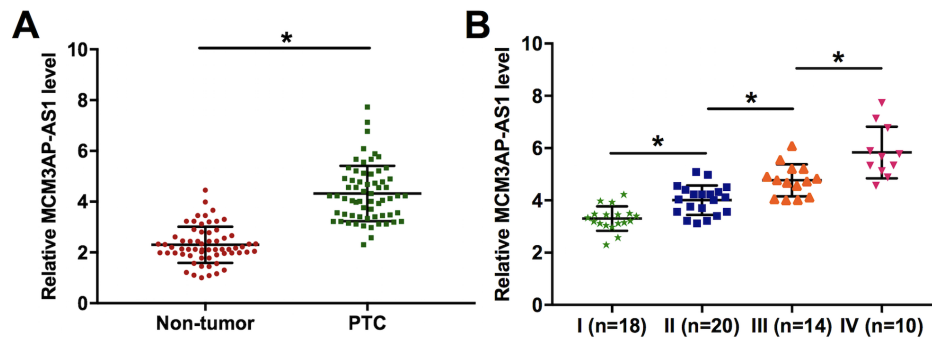 A
Relative MCM3AP-AS1 level
10
8
6
4
2
0
*
Non-tumor
PTC
B
Relative MCM3AP-AS1 level
10
8
6
4
2
0
*
*
*
I (n=18)
II (n=20)
III (n=14)
IV (n=10)